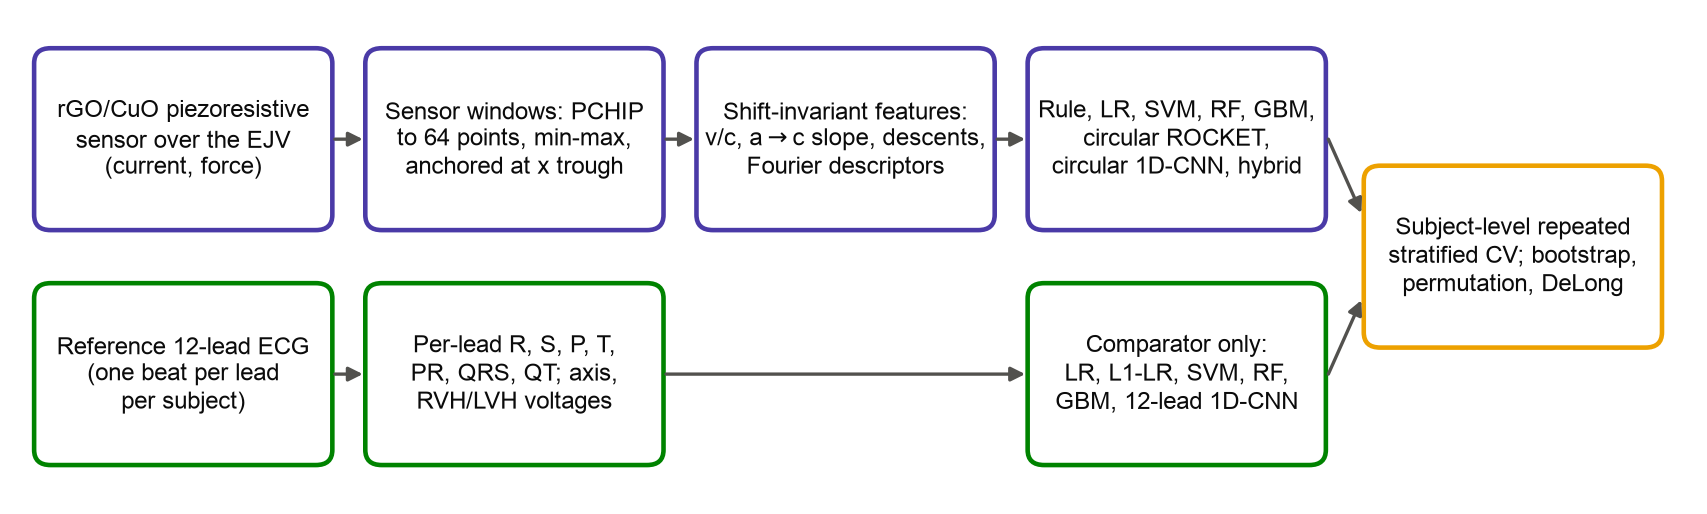 rGO/CuO piezoresistive
sensor over the EJV
(current, force)
Sensor windows: PCHIP
to 64 points, min-max,
anchored at x trough
Shift-invariant features:
v/c, a→c slope, descents,
Fourier descriptors
Rule, LR, SVM, RF, GBM,
circular ROCKET,
circular 1D-CNN, hybrid
Subject-level repeated
stratified CV; bootstrap,
permutation, DeLong
Reference 12-lead ECG
(one beat per lead
per subject)
Per-lead R, S, P, T,
PR, QRS, QT; axis,
RVH/LVH voltages
Comparator only:
LR, L1-LR, SVM, RF,
GBM, 12-lead 1D-CNN